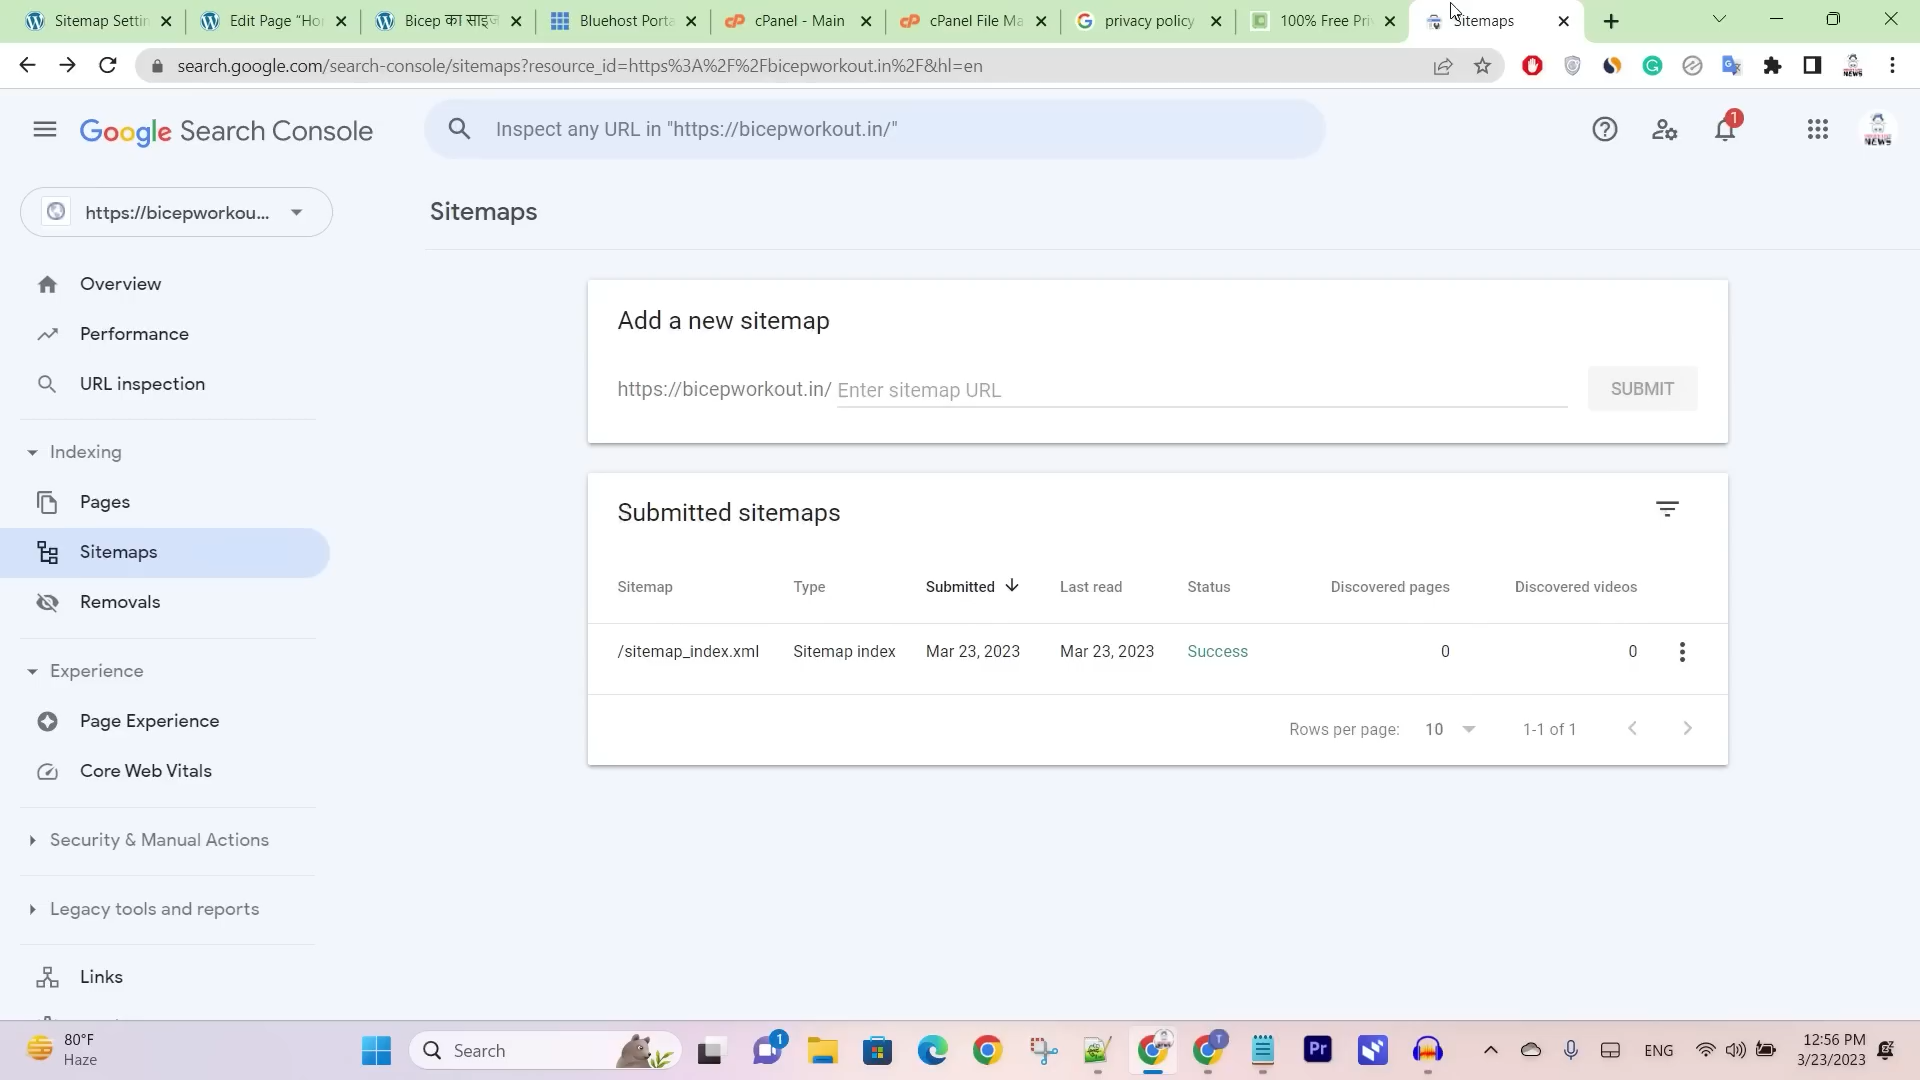 Sitemap Settin
Edit Page “Ho
Bicep का साइज
Bluehost Porta
cPanel - Main
cPanel File Ma
privacy policy
100% Free Pri
Sitemaps
search.google.com/search-console/sitemaps?resource_id=https%3A%2F%2Fbicepworkout.in%2F&hl=en
NEWS
Google Search Console
Inspect any URL in "https://bicepworkout.in/"
1
NEWS
https://bicepworkou...
Sitemaps
Overview
Performance
URL inspection
Indexing
Pages
Sitemaps
Removals
Experience
Page Experience
Core Web Vitals
Security & Manual Actions
Legacy tools and reports
Links
Add a new sitemap
https://bicepworkout.in/ Enter sitemap URL
SUBMIT
Submitted sitemaps
Sitemap Type Submitted Last read Status Discovered pages Discovered videos
/sitemap_index.xml Sitemap index Mar 23, 2023 Mar 23, 2023 Success 0 0
Rows per page: 10 1-1 of 1
80°F
Haze
Search
1
T
Pr
ENG
12:56 PM
3/23/2023